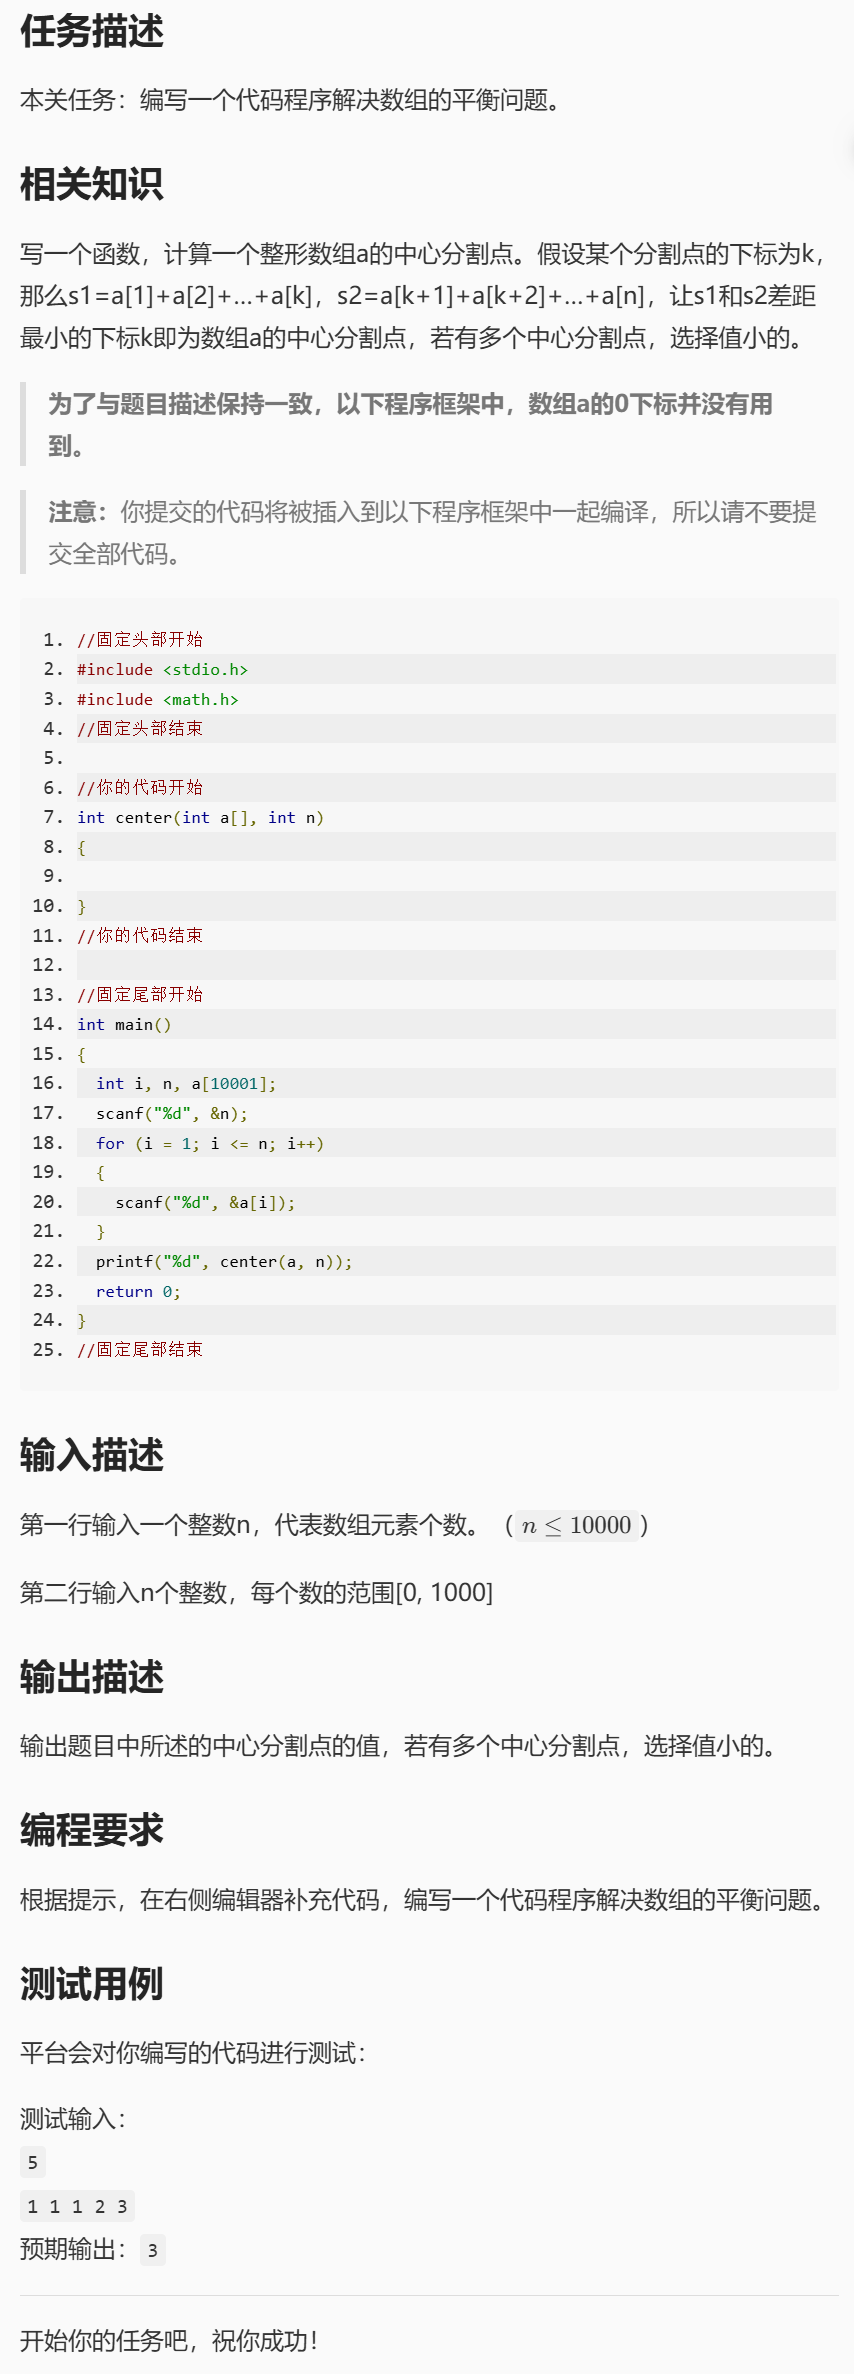 任务描述
本关任务：编写一个代码程序解决数组的平衡问题。
相关知识
写一个函数，计算一个整形数组a的中心分割点。假设某个分割点的下标为k，
那么s1=a[1]+a[2]+...+a[k]，s2=a[k+1]+a[k+2]+...+a[n]，让s1和s2差距
最小的下标k即为数组a的中心分割点，若有多个中心分割点，选择值小的。
为了与题目描述保持一致，以下程序框架中，数组a的0下标并没有用
到。
注意：你提交的代码将被插入到以下程序框架中一起编译，所以请不要提
交全部代码。
1. //固定头部开始
2. #include <stdio.h>
3. #include <math.h>
4. //固定头部结束
5.
6. //你的代码开始
7. int center(int a[], int n)
8. {
9.
10. }
11. //你的代码结束
12.
13. //固定尾部开始
14. int main()
15. {
16.   int i, n, a[10001];
17.   scanf("%d", &n);
18.   for (i = 1; i <= n; i++)
19.   {
20.     scanf("%d", &a[i]);
21.   }
22.   printf("%d", center(a, n));
23.   return 0;
24. }
25. //固定尾部结束
输入描述
第一行输入一个整数n，代表数组元素个数。（n ≤ 10000）
第二行输入n个整数，每个数的范围[0, 1000]
输出描述
输出题目中所述的中心分割点的值，若有多个中心分割点，选择值小的。
编程要求
根据提示，在右侧编辑器补充代码，编写一个代码程序解决数组的平衡问题。
测试用例
平台会对你编写的代码进行测试：
测试输入：
5
1 1 1 2 3
预期输出：3
开始你的任务吧，祝你成功！